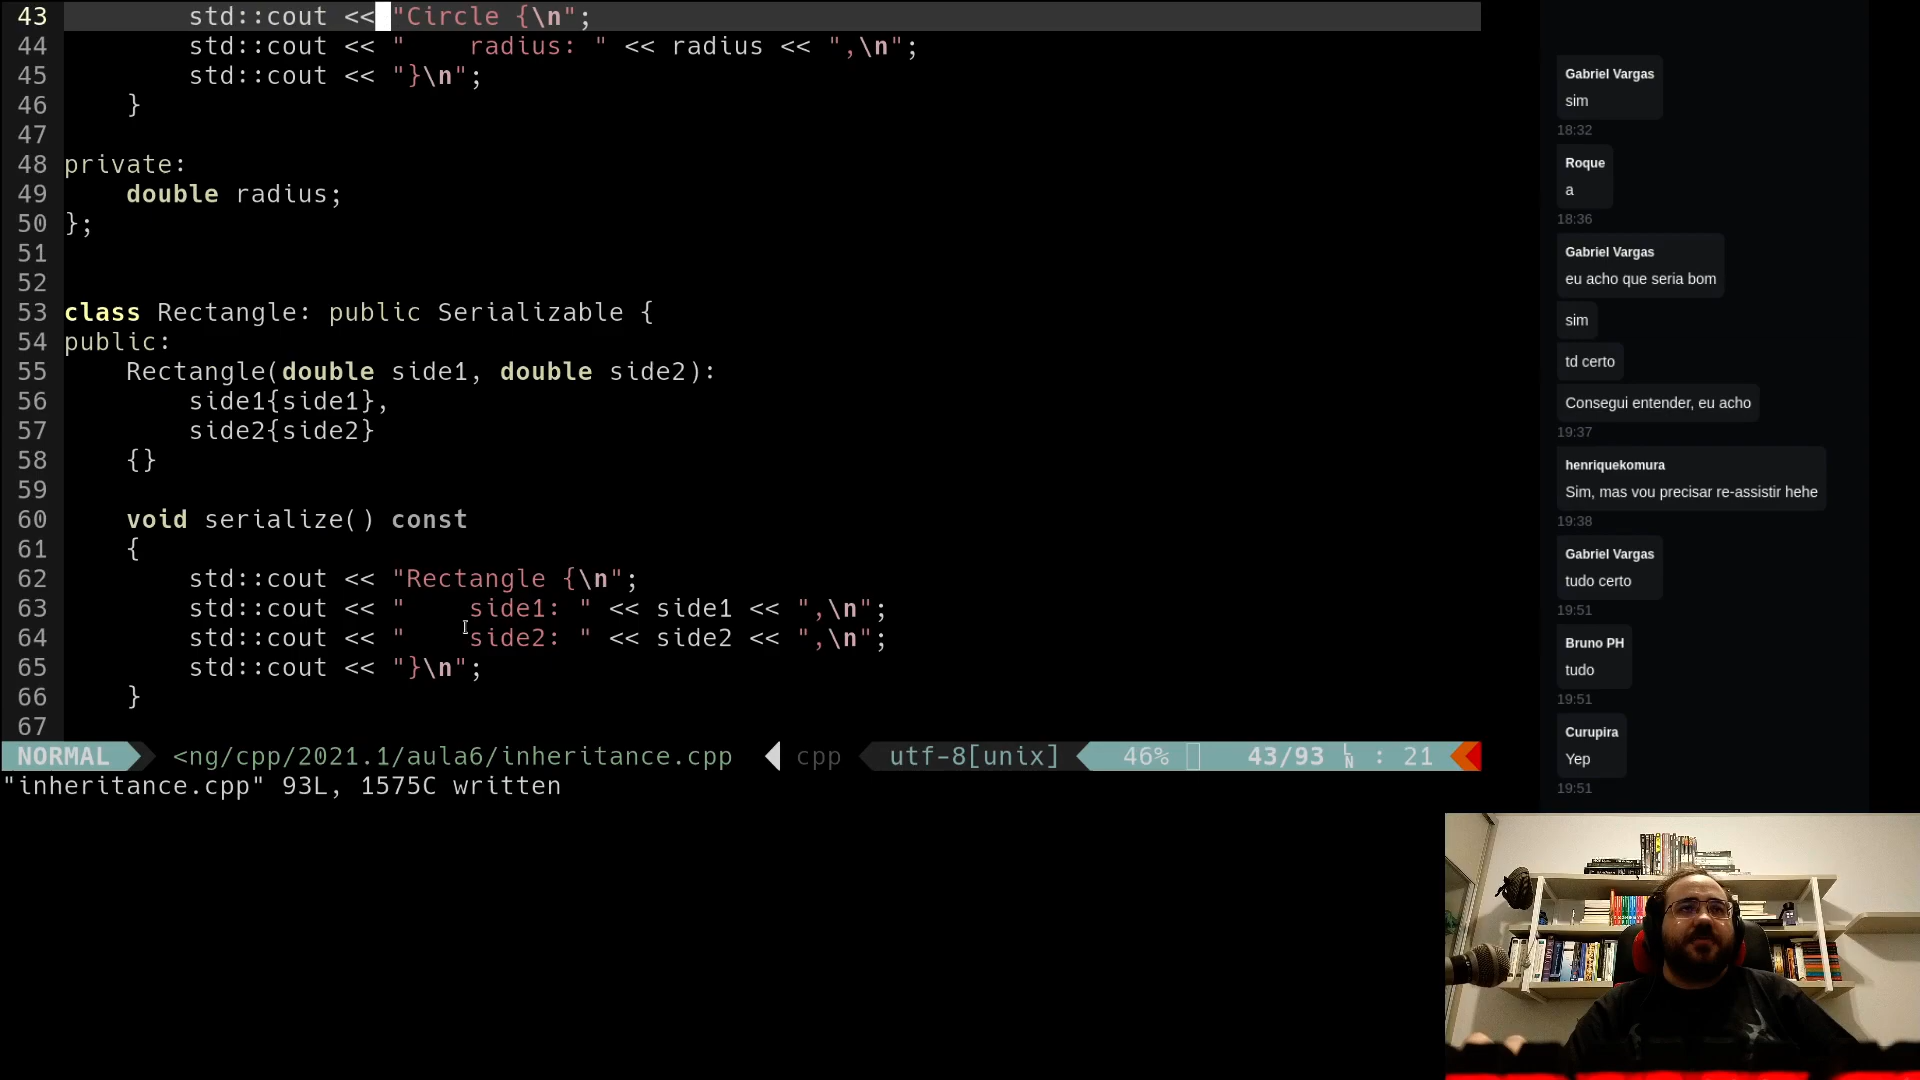 43 std::cout << "Circle {\n";
44 std::cout << "    radius: " << radius << ",\n";
45 std::cout << "}\n";
46 }
47
48 private:
49 double radius;
50 };
51
52
53 class Rectangle: public Serializable {
54 public:
55 Rectangle(double side1, double side2):
56 side1{side1},
57 side2{side2}
58 {}
59
60 void serialize() const
61 {
62 std::cout << "Rectangle {\n";
63 std::cout << "    side1: " << side1 << ",\n";
64 std::cout << "    side2: " << side2 << ",\n";
65 std::cout << "}\n";
66 }
67
NORMAL <ng/cpp/2021.1/aula6/inheritance.cpp cpp utf-8[unix] 46% 43/93 LN : 21
"inheritance.cpp" 93L, 1575C written
Gabriel Vargas
sim
18:32
Roque
a
18:36
Gabriel Vargas
eu acho que seria bom
sim
td certo
Consegui entender, eu acho
19:37
henriquekomura
Sim, mas vou precisar re-assistir hehe
19:38
Gabriel Vargas
tudo certo
19:51
Bruno PH
tudo
19:51
Curupira
Yep
19:51